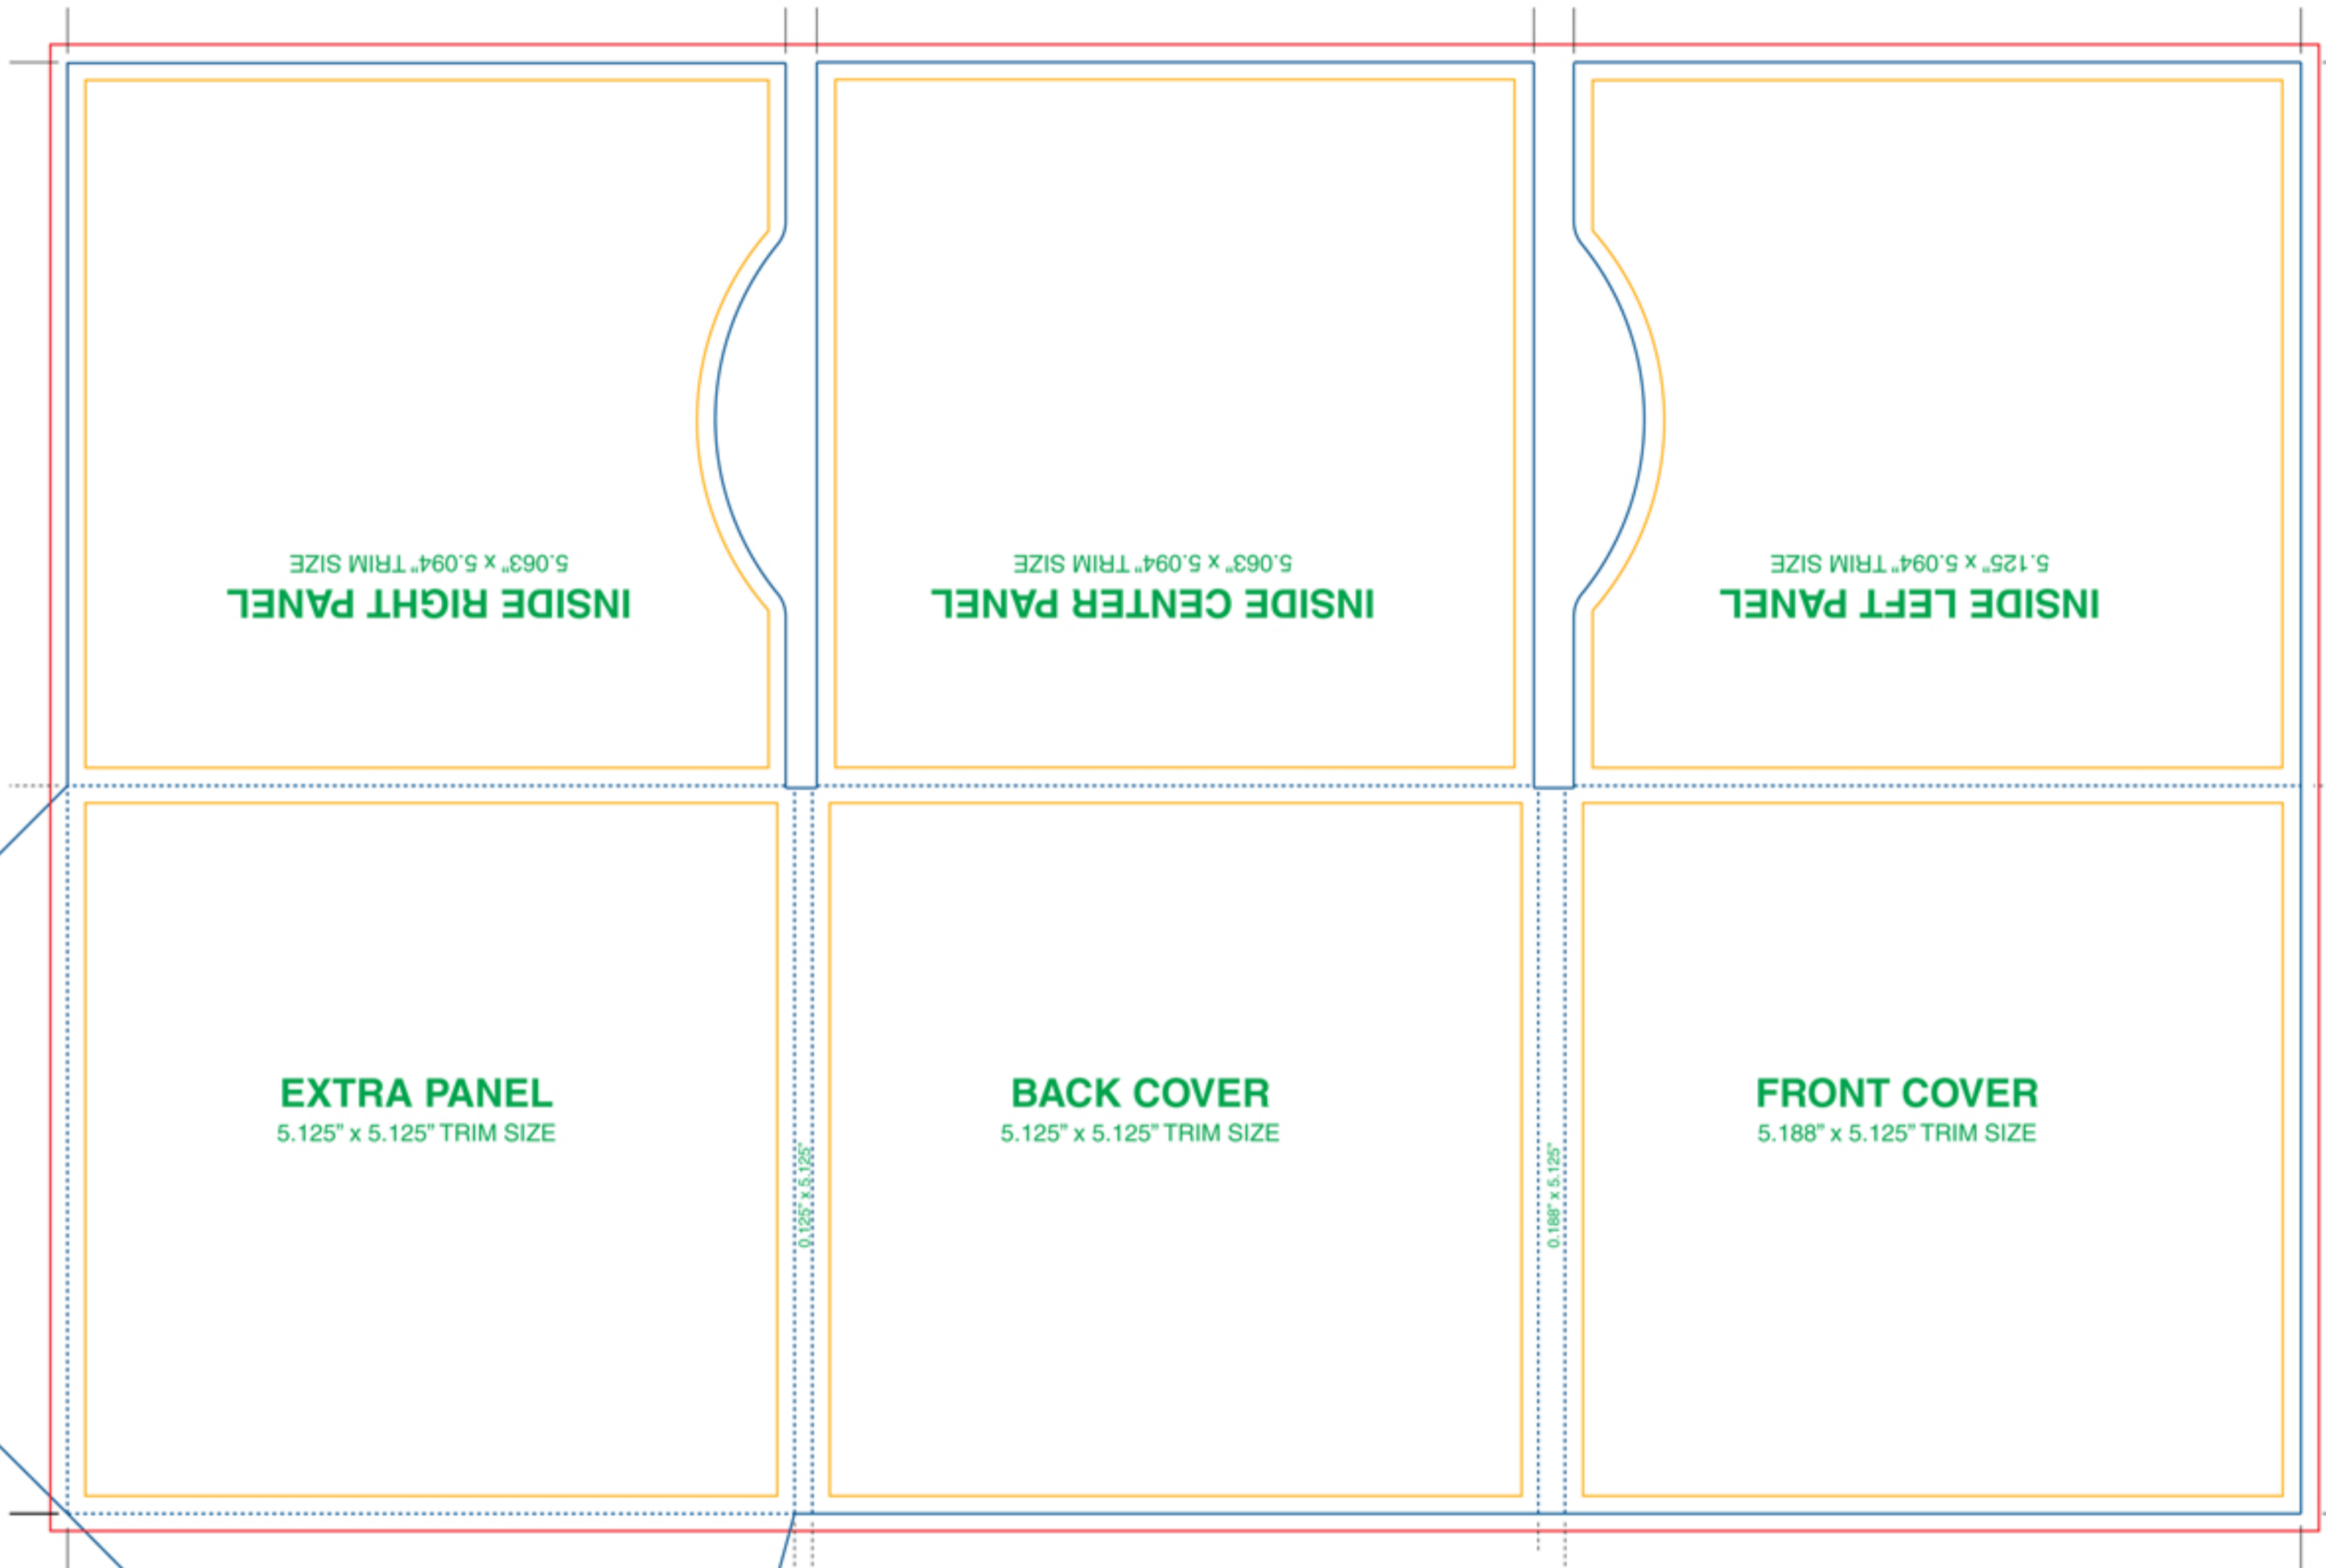 INSIDE RIGHT PANEL
5.063” x 5.094” TRIM SIZE
INSIDE CENTER PANEL
5.063” x 5.094” TRIM SIZE
INSIDE LEFT PANEL
5.125” x 5.094” TRIM SIZE
EXTRA PANEL
5.125” x 5.125” TRIM SIZE
0.125” x 5.125”
BACK COVER
5.125” x 5.125” TRIM SIZE
0.188” x 5.125”
FRONT COVER
5.188” x 5.125” TRIM SIZE